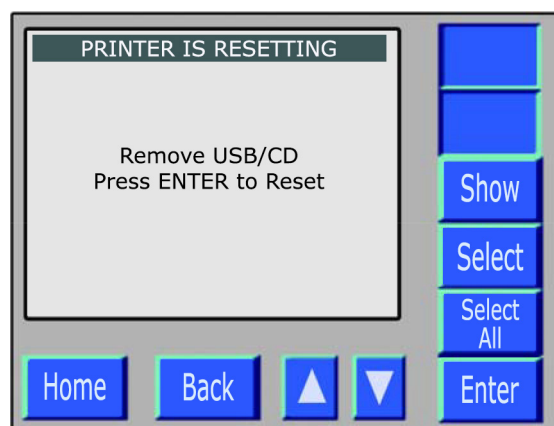 PRINTER IS RESETTING
Remove USB/CD
Press ENTER to Reset
Show
Select
Select
All
Home
Back
Enter